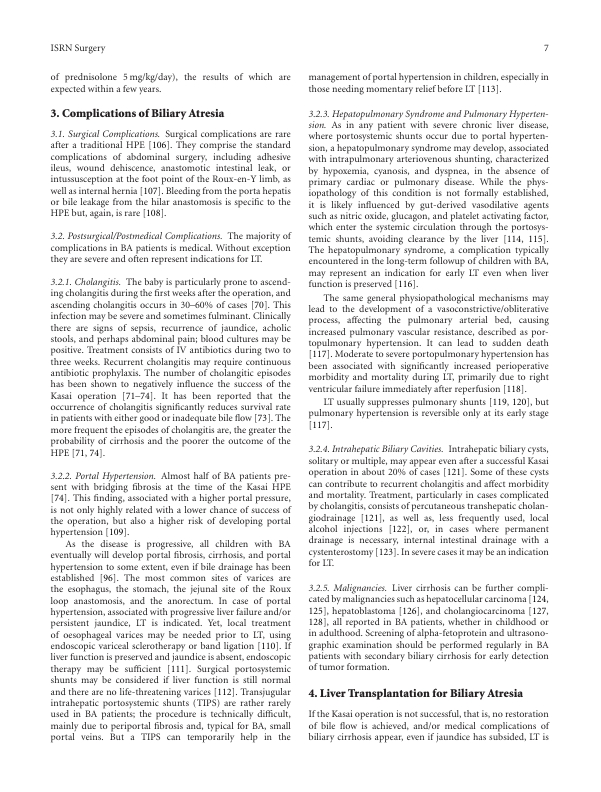 ISRN Surgery
7
of prednisolone 5 mg/kg/day), the results of which are
expected within a few years.
3. Complications of Biliary Atresia
3.1. Surgical Complications. Surgical complications are rare
after a traditional HPE [106]. They comprise the standard
complications of abdominal surgery, including adhesive
ileus, wound dehiscence, anastomotic intestinal leak, or
intussusception at the foot point of the Roux-en-Y limb, as
well as internal hernia [107]. Bleeding from the porta hepatis
or bile leakage from the hilar anastomosis is specific to the
HPE but, again, is rare [108].
3.2. Postsurgical/Postmedical Complications. The majority of
complications in BA patients is medical. Without exception
they are severe and often represent indications for LT.
3.2.1. Cholangitis. The baby is particularly prone to ascend-
ing cholangitis during the first weeks after the operation, and
ascending cholangitis occurs in 30–60% of cases [70]. This
infection may be severe and sometimes fulminant. Clinically
there are signs of sepsis, recurrence of jaundice, acholic
stools, and perhaps abdominal pain; blood cultures may be
positive. Treatment consists of IV antibiotics during two to
three weeks. Recurrent cholangitis may require continuous
antibiotic prophylaxis. The number of cholangitic episodes
has been shown to negatively influence the success of the
Kasai operation [71–74]. It has been reported that the
occurrence of cholangitis significantly reduces survival rate
in patients with either good or inadequate bile flow [73]. The
more frequent the episodes of cholangitis are, the greater the
probability of cirrhosis and the poorer the outcome of the
HPE [71, 74].
3.2.2. Portal Hypertension. Almost half of BA patients pre-
sent with bridging fibrosis at the time of the Kasai HPE
[74]. This finding, associated with a higher portal pressure,
is not only highly related with a lower chance of success of
the operation, but also a higher risk of developing portal
hypertension [109].
As the disease is progressive, all children with BA
eventually will develop portal fibrosis, cirrhosis, and portal
hypertension to some extent, even if bile drainage has been
established [96]. The most common sites of varices are
the esophagus, the stomach, the jejunal site of the Roux
loop anastomosis, and the anorectum. In case of portal
hypertension, associated with progressive liver failure and/or
persistent jaundice, LT is indicated. Yet, local treatment
of oesophageal varices may be needed prior to LT, using
endoscopic variceal sclerotherapy or band ligation [110]. If
liver function is preserved and jaundice is absent, endoscopic
therapy may be sufficient [111]. Surgical portosystemic
shunts may be considered if liver function is still normal
and there are no life-threatening varices [112]. Transjugular
intrahepatic portosystemic shunts (TIPS) are rather rarely
used in BA patients; the procedure is technically difficult,
mainly due to periportal fibrosis and, typical for BA, small
portal veins. But a TIPS can temporarily help in the
management of portal hypertension in children, especially in
those needing momentary relief before LT [113].
3.2.3. Hepatopulmonary Syndrome and Pulmonary Hyperten-
sion. As in any patient with severe chronic liver disease,
where portosystemic shunts occur due to portal hyperten-
sion, a hepatopulmonary syndrome may develop, associated
with intrapulmonary arteriovenous shunting, characterized
by hypoxemia, cyanosis, and dyspnea, in the absence of
primary cardiac or pulmonary disease. While the phys-
iopathology of this condition is not formally established,
it is likely influenced by gut-derived vasodilative agents
such as nitric oxide, glucagon, and platelet activating factor,
which enter the systemic circulation through the portosys-
temic shunts, avoiding clearance by the liver [114, 115].
The hepatopulmonary syndrome, a complication typically
encountered in the long-term followup of children with BA,
may represent an indication for early LT even when liver
function is preserved [116].
The same general physiopathological mechanisms may
lead to the development of a vasoconstrictive/obliterative
process, affecting the pulmonary arterial bed, causing
increased pulmonary vascular resistance, described as por-
topulmonary hypertension. It can lead to sudden death
[117]. Moderate to severe portopulmonary hypertension has
been associated with significantly increased perioperative
morbidity and mortality during LT, primarily due to right
ventricular failure immediately after reperfusion [118].
LT usually suppresses pulmonary shunts [119, 120], but
pulmonary hypertension is reversible only at its early stage
[117].
3.2.4. Intrahepatic Biliary Cavities. Intrahepatic biliary cysts,
solitary or multiple, may appear even after a successful Kasai
operation in about 20% of cases [121]. Some of these cysts
can contribute to recurrent cholangitis and affect morbidity
and mortality. Treatment, particularly in cases complicated
by cholangitis, consists of percutaneous transhepatic cholan-
giodrainage [121], as well as, less frequently used, local
alcohol injections [122], or, in cases where permanent
drainage is necessary, internal intestinal drainage with a
cystenterostomy [123]. In severe cases it may be an indication
for LT.
3.2.5. Malignancies. Liver cirrhosis can be further compli-
cated by malignancies such as hepatocellular carcinoma [124,
125], hepatoblastoma [126], and cholangiocarcinoma [127,
128], all reported in BA patients, whether in childhood or
in adulthood. Screening of alpha-fetoprotein and ultrasono-
graphic examination should be performed regularly in BA
patients with secondary biliary cirrhosis for early detection
of tumor formation.
4. Liver Transplantation for Biliary Atresia
If the Kasai operation is not successful, that is, no restoration
of bile flow is achieved, and/or medical complications of
biliary cirrhosis appear, even if jaundice has subsided, LT is